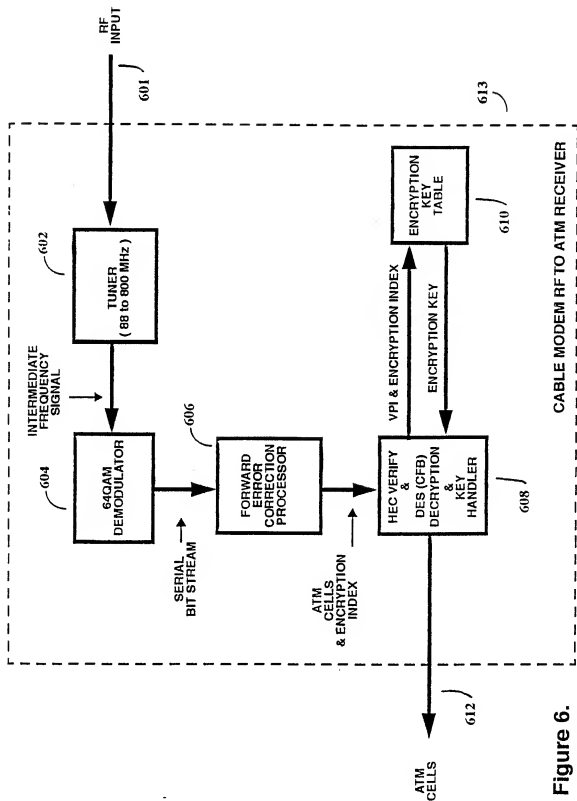 RF
INPUT
601
602
TUNER
( 88 to 800 MHz )
INTERMEDIATE
FREQUENCY
SIGNAL
604
64QAM
DEMODULATOR
SERIAL
BIT STREAM
606
FORWARD
ERROR
CORRECTION
PROCESSOR
ATM
CELLS
& ENCRYPTION
INDEX
HEC VERIFY
&
DES (CFB)
DECRYPTION
&
KEY
HANDLER
608
VPI & ENCRYPTION INDEX
ENCRYPTION KEY
ENCRYPTION
KEY
TABLE
610
613
CABLE MODEM RF TO ATM RECEIVER
612
ATM
CELLS
Figure 6.